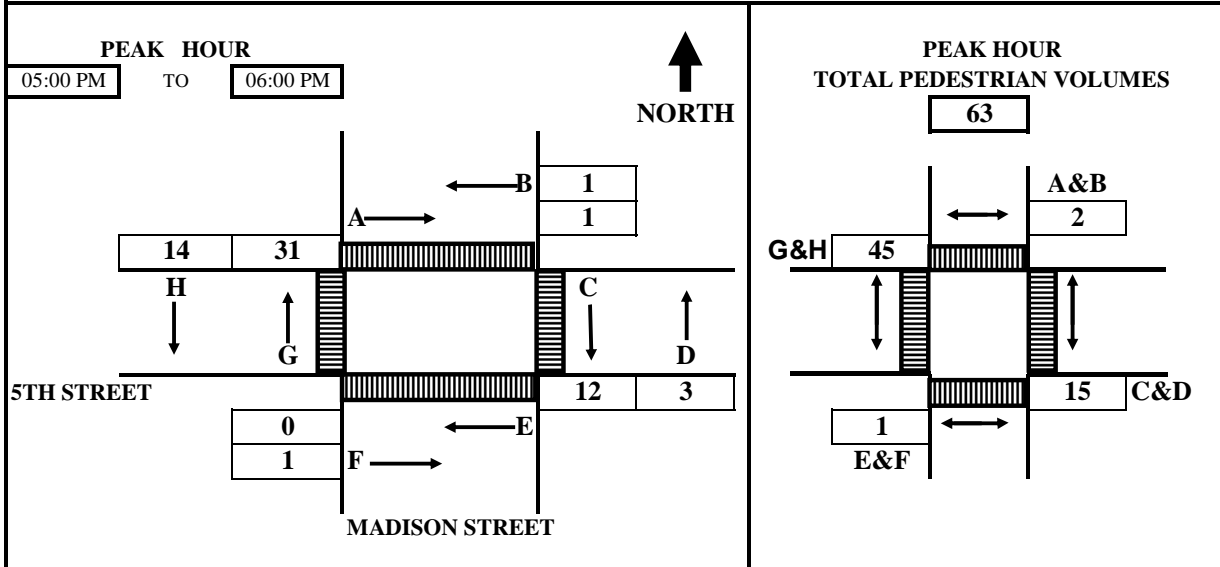 PEAK HOUR
05:00 PM TO 06:00 PM
NORTH
B 1
A 1
14 31
H C
G D
5TH STREET 12 3
0 E
1 F
MADISON STREET
PEAK HOUR
TOTAL PEDESTRIAN VOLUMES
63
A&B
2
G&H 45
15 C&D
1
E&F